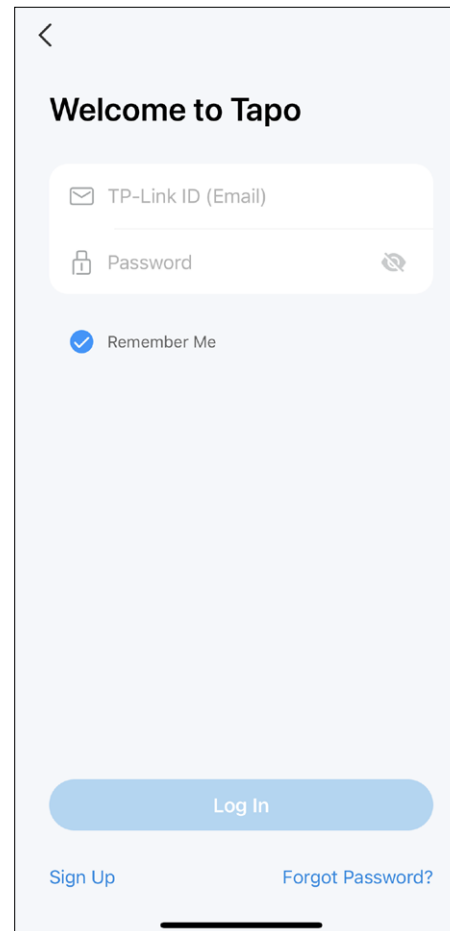 Welcome to Tapo
TP-Link ID (Email)
Password
Remember Me
Log In
Sign Up
Forgot Password?